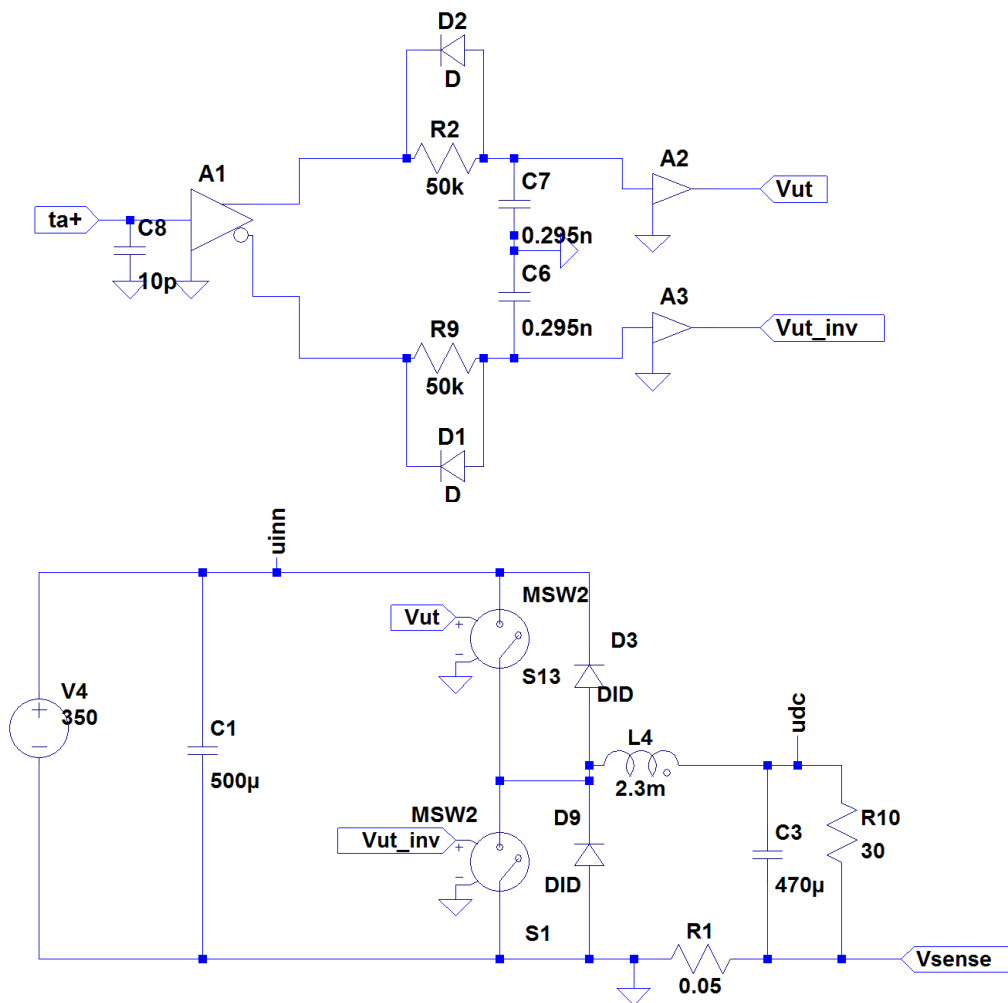 D2
D
R2
50k
A1
ta+
C8
10p
C7
0.295n
C6
0.295n
A2
Vut
A3
Vut_inv
R9
50k
D1
D
uinn
MSW2
Vut
+
−
S13
D3
DID
V4
350
+
−
C1
500µ
L4
2.3m
udc
MSW2
Vut_inv
+
−
S1
D9
DID
C3
470µ
R10
30
R1
0.05
Vsense